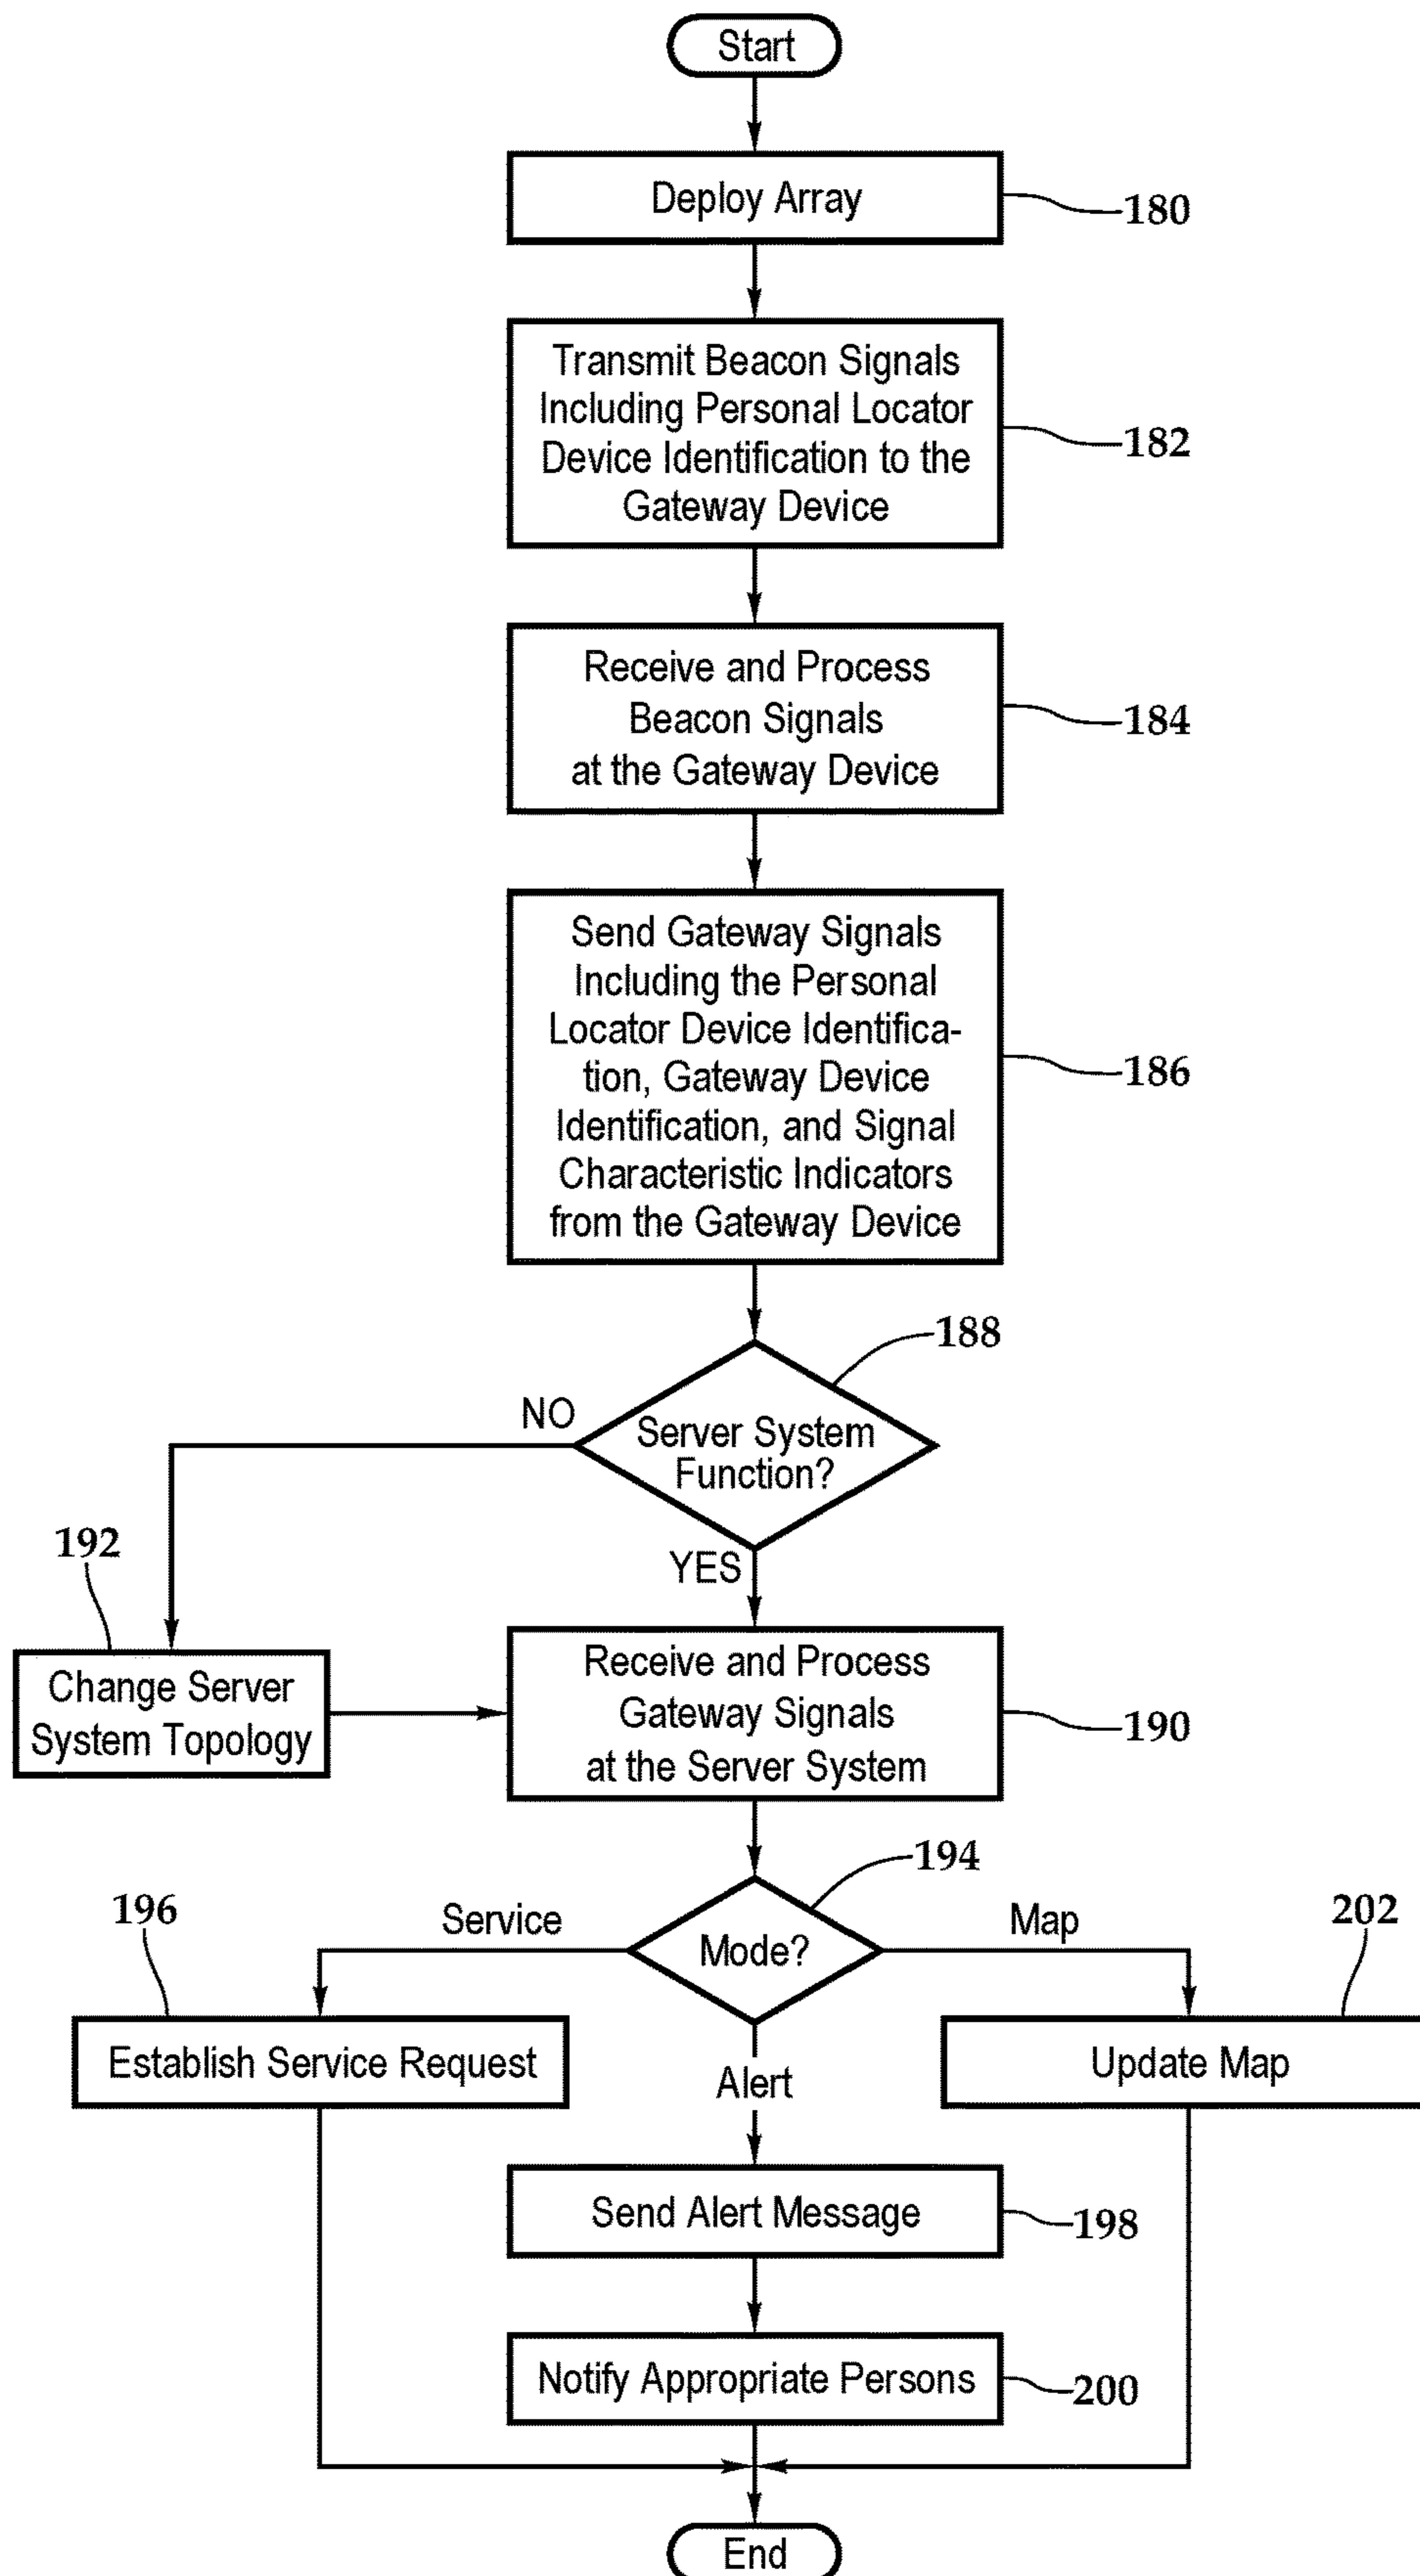 Start
Deploy Array
180
Transmit Beacon Signals
Including Personal Locator
Device Identification to the
Gateway Device
182
Receive and Process
Beacon Signals
at the Gateway Device
184
Send Gateway Signals
Including the Personal
Locator Device Identifica-
tion, Gateway Device
Identification, and Signal
Characteristic Indicators
from the Gateway Device
186
188
NO
Server System
Function?
YES
192
Change Server
System Topology
Receive and Process
Gateway Signals
at the Server System
190
194
196
Service
Mode?
Map
202
Establish Service Request
Alert
Update Map
Send Alert Message
198
Notify Appropriate Persons
200
End